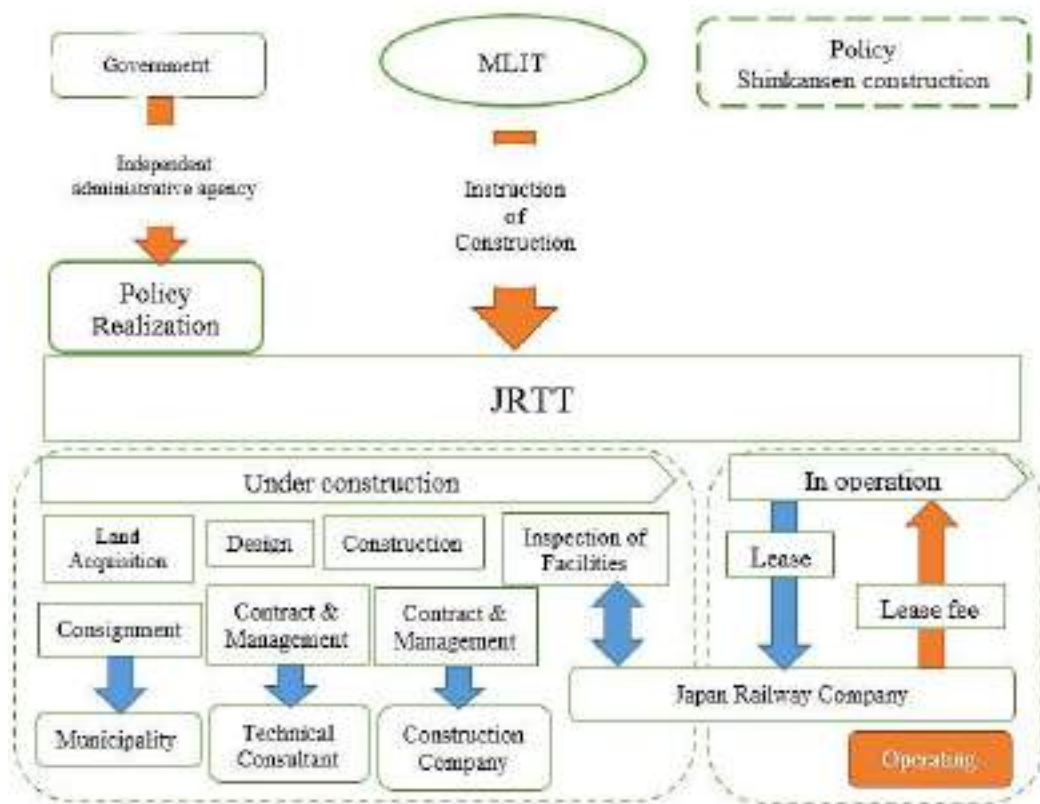 Government
MLIT
Policy
Shinkansen construction
Independent
administrative agency
Instruction
of
Construction
Policy
Realization
JRTT
Under construction
In operation
Land
Acquisition
Design
Construction
Inspection of
Facilities
Lease
Consignment
Contract &
Management
Contract &
Management
Lease fee
Municipality
Technical
Consultant
Construction
Company
Japan Railway Company
Operating